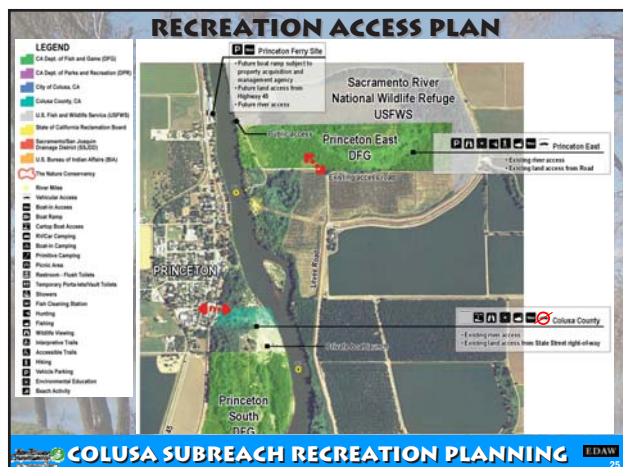 RECREATION ACCESS PLAN
LEGEND
CA Dept. of Fish and Game (DFG)
CA Dept. of Parks and Recreation (DPR)
City of Colusa, CA
Colusa County, CA
U.S. Fish and Wildlife Service (USFWS)
State of California Reclamation Board
Sacramento/San Joaquin
Drainage District (SSJDD)
U.S. Bureau of Indian Affairs (BIA)
The Nature Conservancy
River Miles
Vehicular Access
Boat-in Access
Boat Ramp
Cartop Boat Access
RV/Car Camping
Boat-in Camping
Primitive Camping
Picnic Area
Restroom - Flush Toilets
Temporary Porta-lets/Vault Toilets
Showers
Fish Cleaning Station
Hunting
Fishing
Wildlife Viewing
Interpretive Trails
Accessible Trails
Hiking
Vehicle Parking
Environmental Education
Beach Activity
Princeton Ferry Site
• Future boat ramp subject to
property acquisition and
management agency
• Future land access from
Highway 45
• Future river access
Sacramento River
National Wildlife Refuge
USFWS
Public access
Princeton East
DFG
Princeton East
• Existing river access
• Existing land access from Road
Existing access road
Levee Road
PRINCETON
Colusa County
• Existing river access
• Existing land access from State Street right-of-way
Private boat launch
Princeton
South
DFG
45
COLUSA SUBREACH RECREATION PLANNING
EDAW
25